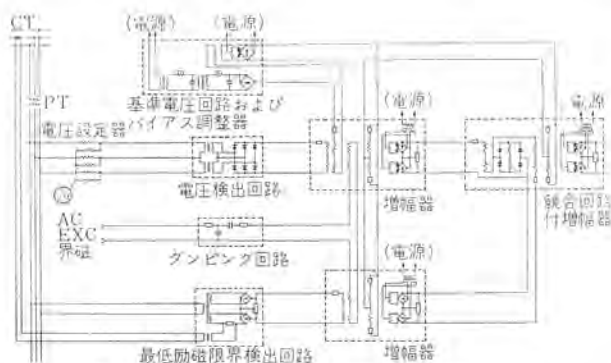 CT
(電源)
(電源)
PT
基準電圧回路および
バイアス調整器
電圧設定器
(電源)
電源
電圧検出回路
増幅器
競合回路
付増幅器
AC
EXC
界磁
ダンピング回路
(電源)
最低励磁限界検出回路
増幅器